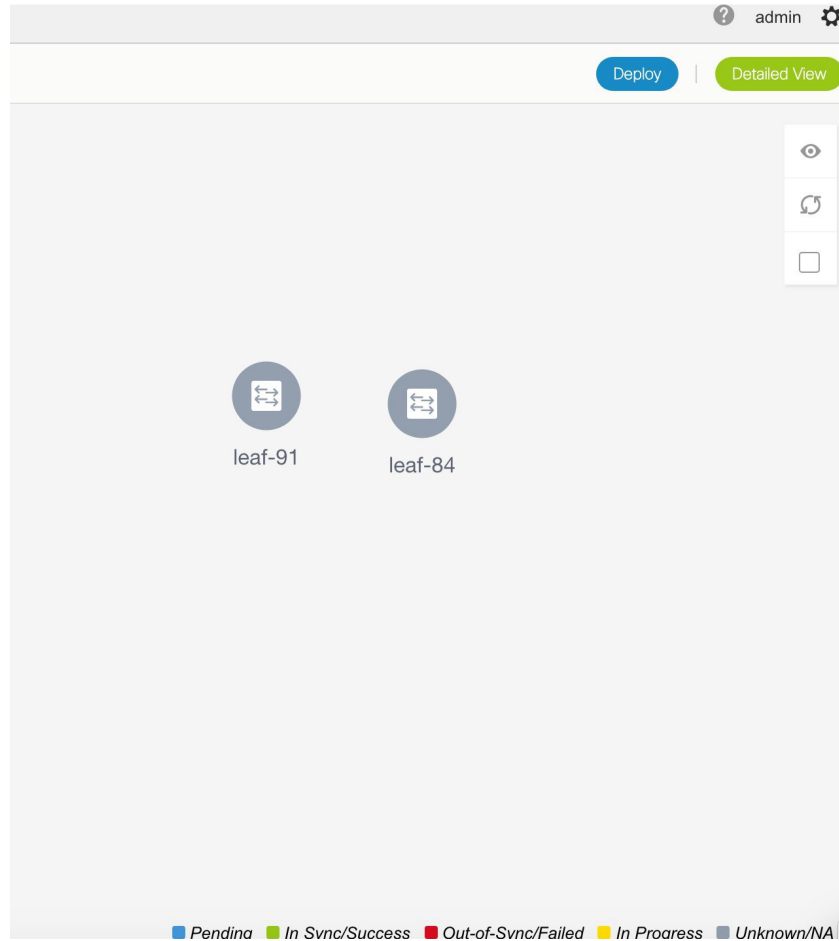 ? admin
Deploy | Detailed View
leaf-91
leaf-84
Pending In Sync/Success Out-of-Sync/Failed In Progress Unknown/NA